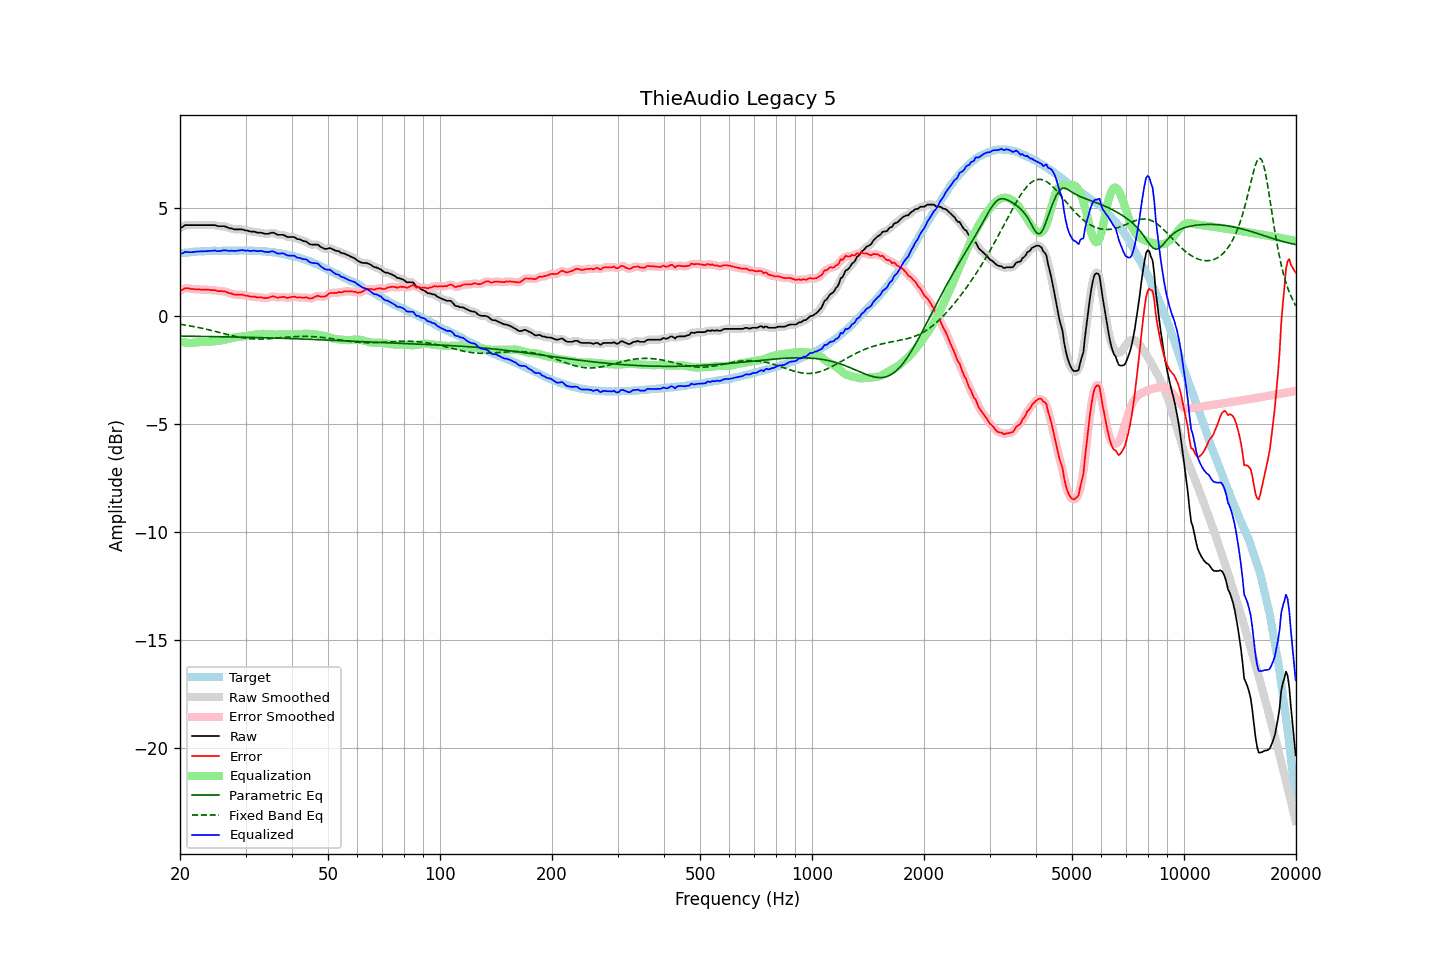 ThieAudio Legacy 5
Amplitude (dBr)
5
0
−5
−10
−15
−20
Target
Raw Smoothed
Error Smoothed
Raw
Error
Equalization
Parametric Eq
Fixed Band Eq
Equalized
20 50 100 200 500 1000 2000 5000 10000 20000
Frequency (Hz)